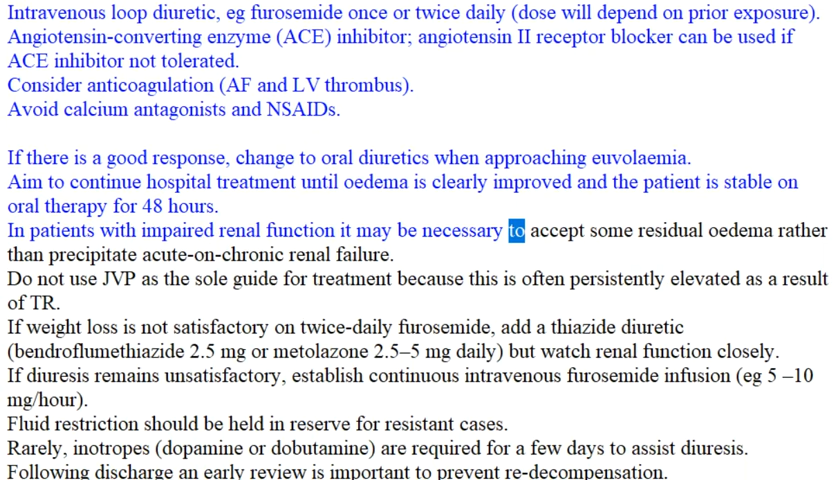 Intravenous loop diuretic, eg furosemide once or twice daily (dose will depend on prior exposure).
Angiotensin-converting enzyme (ACE) inhibitor; angiotensin II receptor blocker can be used if
ACE inhibitor not tolerated.
Consider anticoagulation (AF and LV thrombus).
Avoid calcium antagonists and NSAIDs.
If there is a good response, change to oral diuretics when approaching euvolaemia.
Aim to continue hospital treatment until oedema is clearly improved and the patient is stable on
oral therapy for 48 hours.
In patients with impaired renal function it may be necessary to accept some residual oedema rather
than precipitate acute-on-chronic renal failure.
Do not use JVP as the sole guide for treatment because this is often persistently elevated as a result
of TR.
If weight loss is not satisfactory on twice-daily furosemide, add a thiazide diuretic
(bendroflumethiazide 2.5 mg or metolazone 2.5–5 mg daily) but watch renal function closely.
If diuresis remains unsatisfactory, establish continuous intravenous furosemide infusion (eg 5 –10
mg/hour).
Fluid restriction should be held in reserve for resistant cases.
Rarely, inotropes (dopamine or dobutamine) are required for a few days to assist diuresis.
Following discharge an early review is important to prevent re-decompensation.